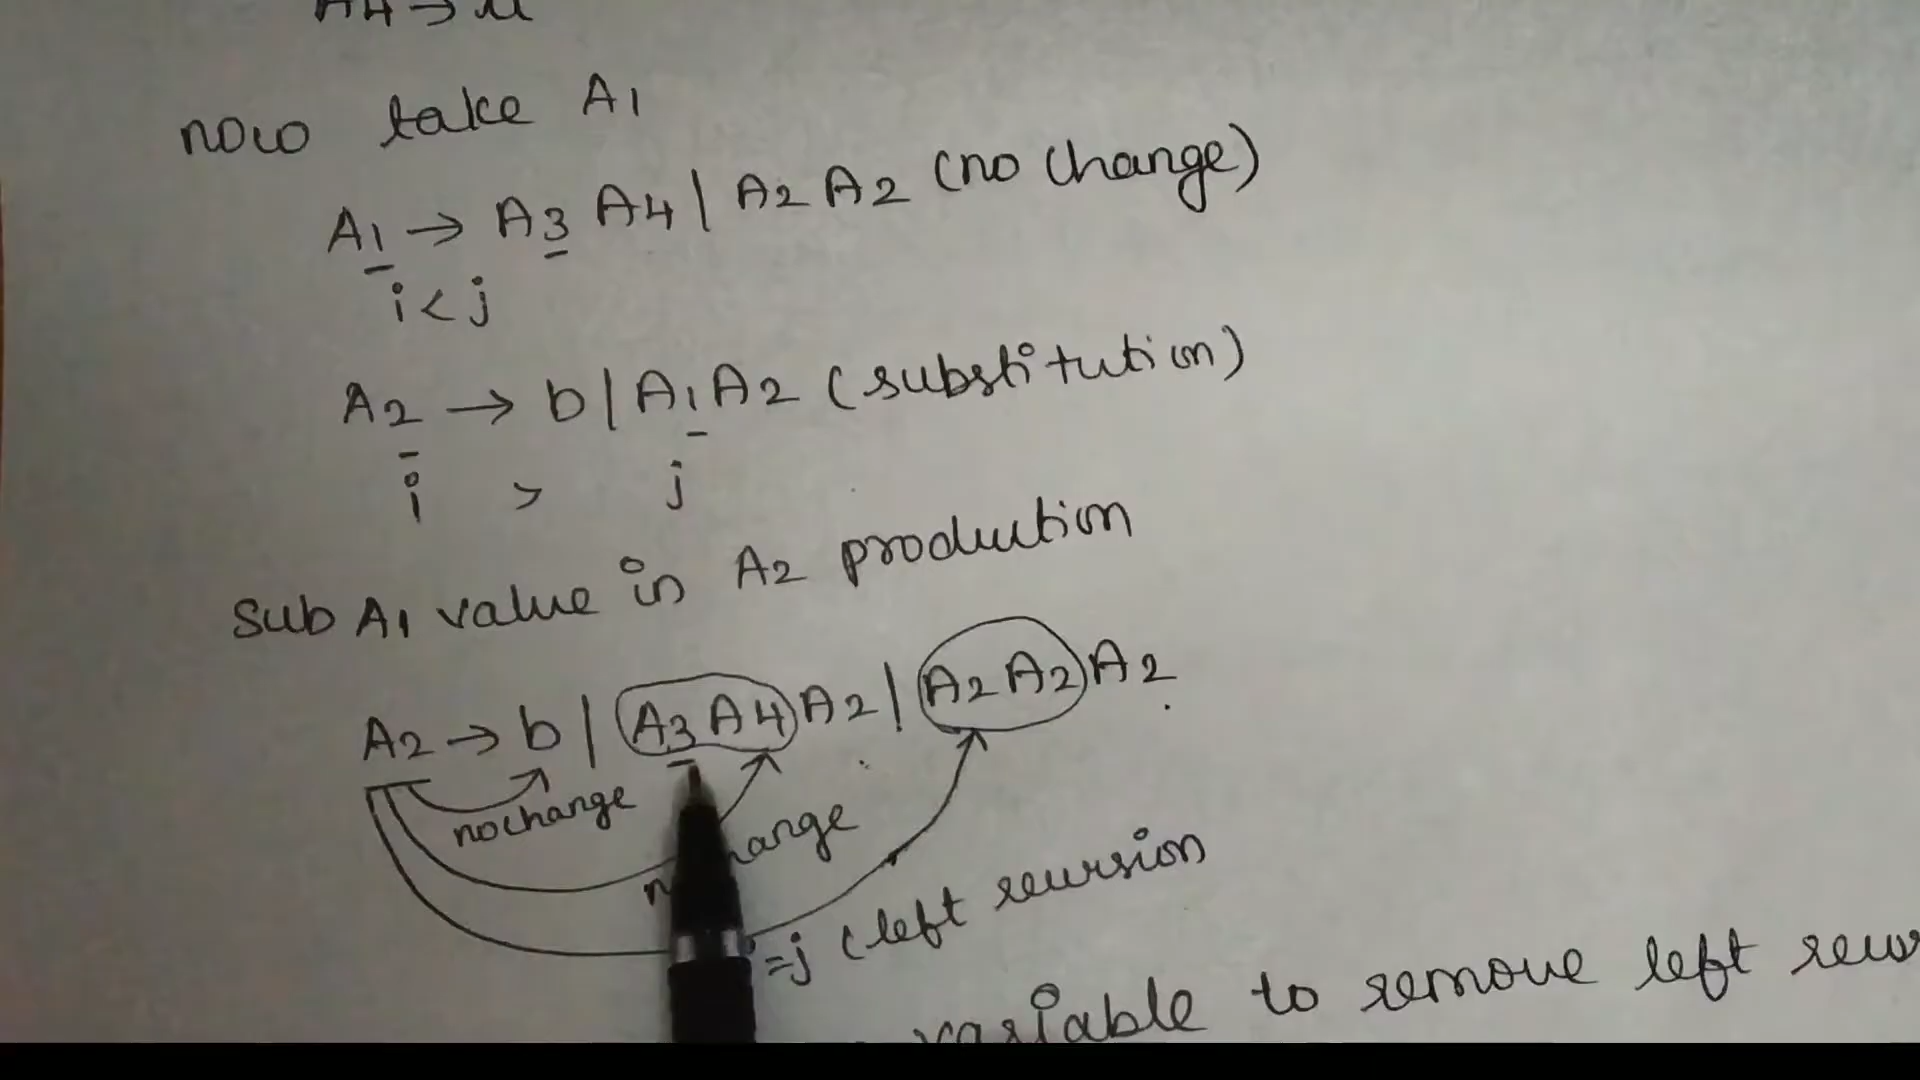 now take A1
A1 → A3 A4 | A2 A2 (no change)
i < j
A2 → b | A1 A2 (substitution)
i > j
sub A1 value in A2 production
A2 → b | A3 A4 A2 | A2 A2 A2
nochange
=j (left recursion
variable to remove left